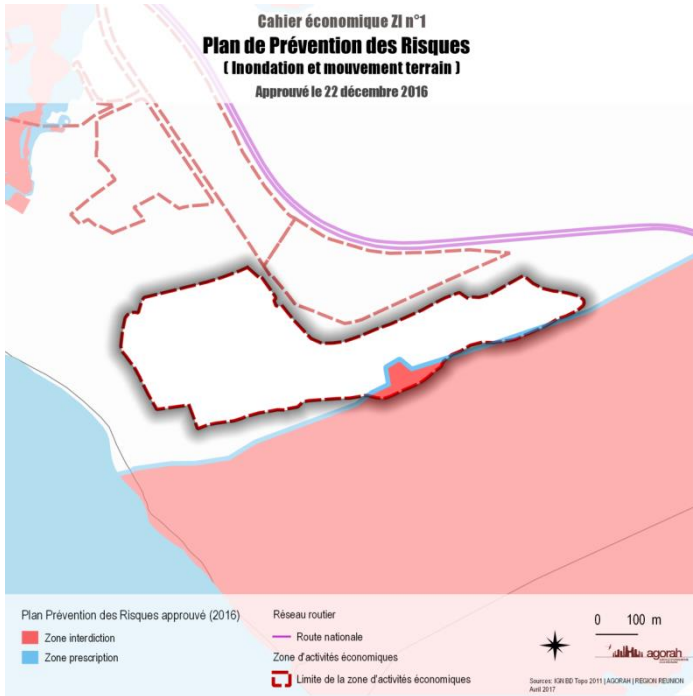 Cahier économique ZI n°1
Plan de Prévention des Risques
( Inondation et mouvement terrain )
Approuvé le 22 décembre 2016
Plan Prévention des Risques approuvé (2016)
Zone interdiction
Zone prescription
Réseau routier
Route nationale
Zone d'activités économiques
Limite de la zone d'activités économiques
0 100 m
agorah
Sources: IGN BD Topo 2011 | AGORAH | REGION REUNION
Avril 2017